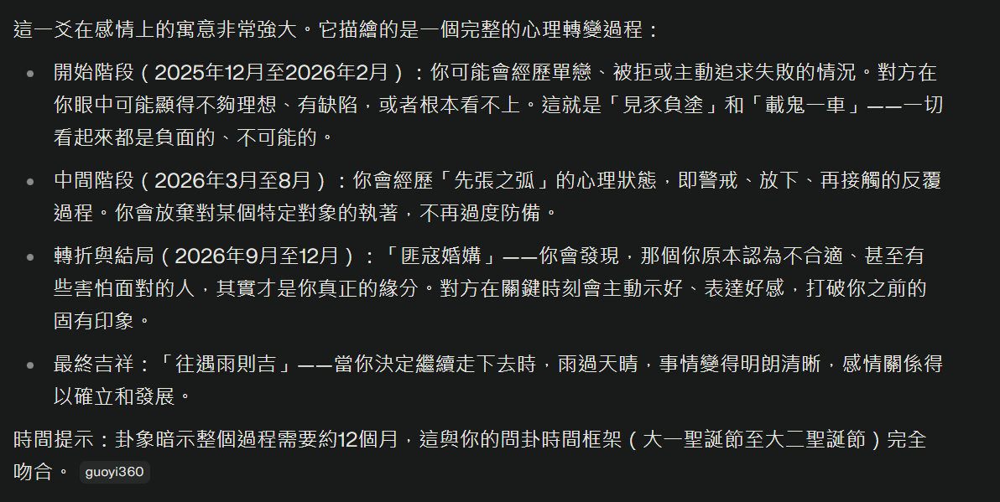 這一爻在感情上的寓意非常強大。它描繪的是一個完整的心理轉變過程：
開始階段（2025年12月至2026年2月）：你可能會經歷單戀、被拒或主動追求失敗的情況。對方在
你眼中可能顯得不夠理想、有缺陷，或者根本看不上。這就是「見豕負塗」和「載鬼一車」——一切
看起來都是負面的、不可能的。
中間階段（2026年3月至8月）：你會經歷「先張之弧」的心理狀態，即警戒、放下、再接觸的反覆
過程。你會放棄對某個特定對象的執著，不再過度防備。
轉折與結局（2026年9月至12月）：「匪寇婚媾」——你會發現，那個你原本認為不合適、甚至有
些害怕面對的人，其實才是你真正的緣分。對方在關鍵時刻會主動示好、表達好感，打破你之前的
固有印象。
最終吉祥：「往遇雨則吉」——當你決定繼續走下去時，雨過天晴，事情變得明朗清晰，感情關係得
以確立和發展。
時間提示：卦象暗示整個過程需要約12個月，這與你的問卦時間框架（大一聖誕節至大二聖誕節）完全
吻合。 guoyi360